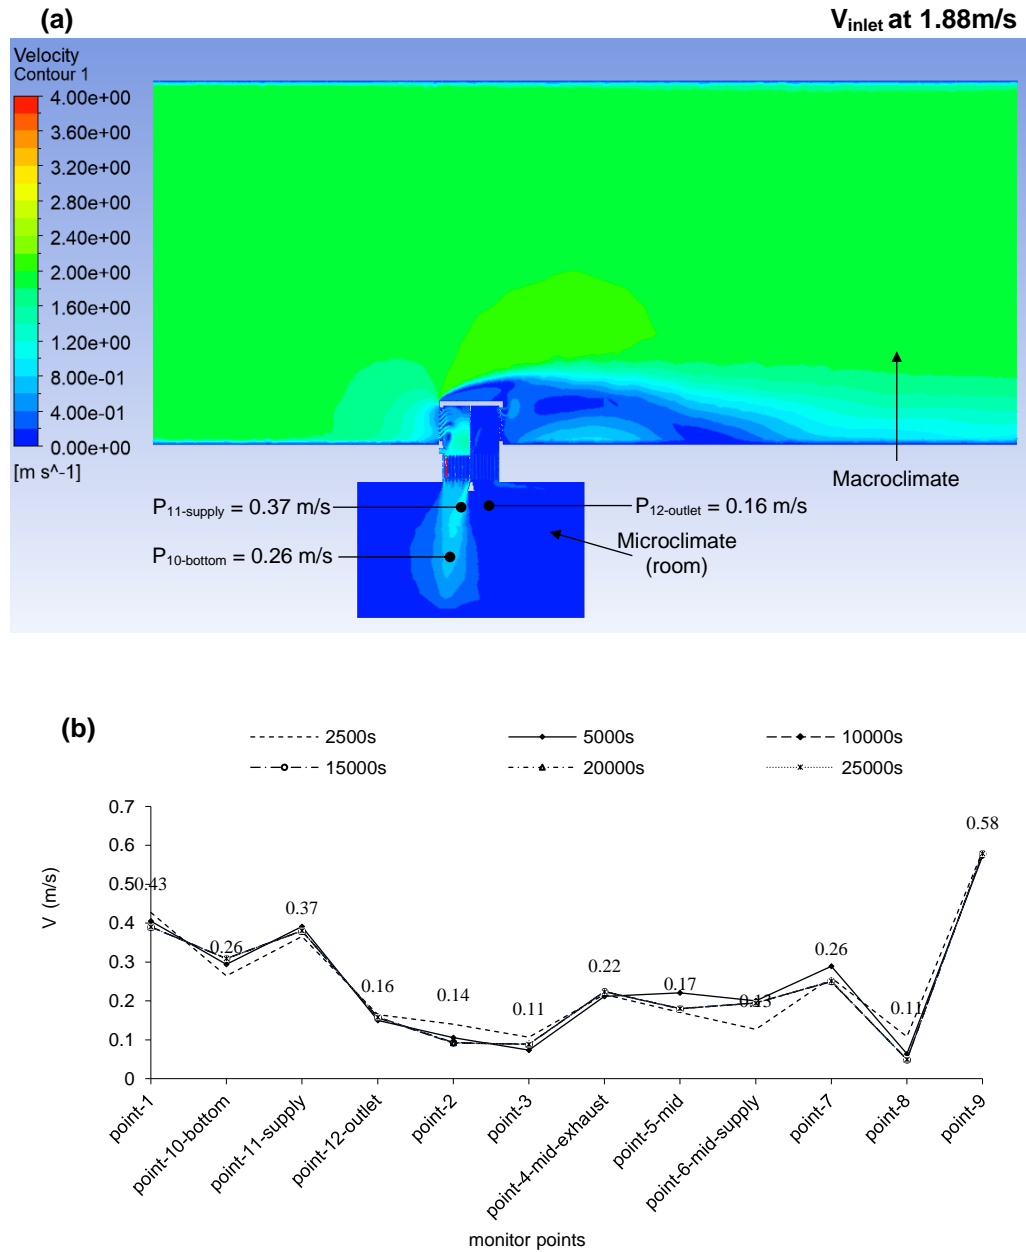 (a)
V_inlet at 1.88m/s
Velocity
Contour 1
4.00e+00
3.60e+00
3.20e+00
2.80e+00
2.40e+00
2.00e+00
1.60e+00
1.20e+00
8.00e-01
4.00e-01
0.00e+00
[m s^-1]
Macroclimate
P11-supply = 0.37 m/s
P12-outlet = 0.16 m/s
P10-bottom = 0.26 m/s
Microclimate
(room)
(b)
2500s
5000s
10000s
15000s
20000s
25000s
V (m/s)
0.7
0.6
0.5
0.4
0.3
0.2
0.1
0
0.43
0.26
0.37
0.16
0.14
0.11
0.22
0.17
0.13
0.26
0.11
0.58
point-1
point-10-bottom
point-11-supply
point-12-outlet
point-2
point-3
point-4-mid-exhaust
point-5-mid
point-6-mid-supply
point-7
point-8
point-9
monitor points